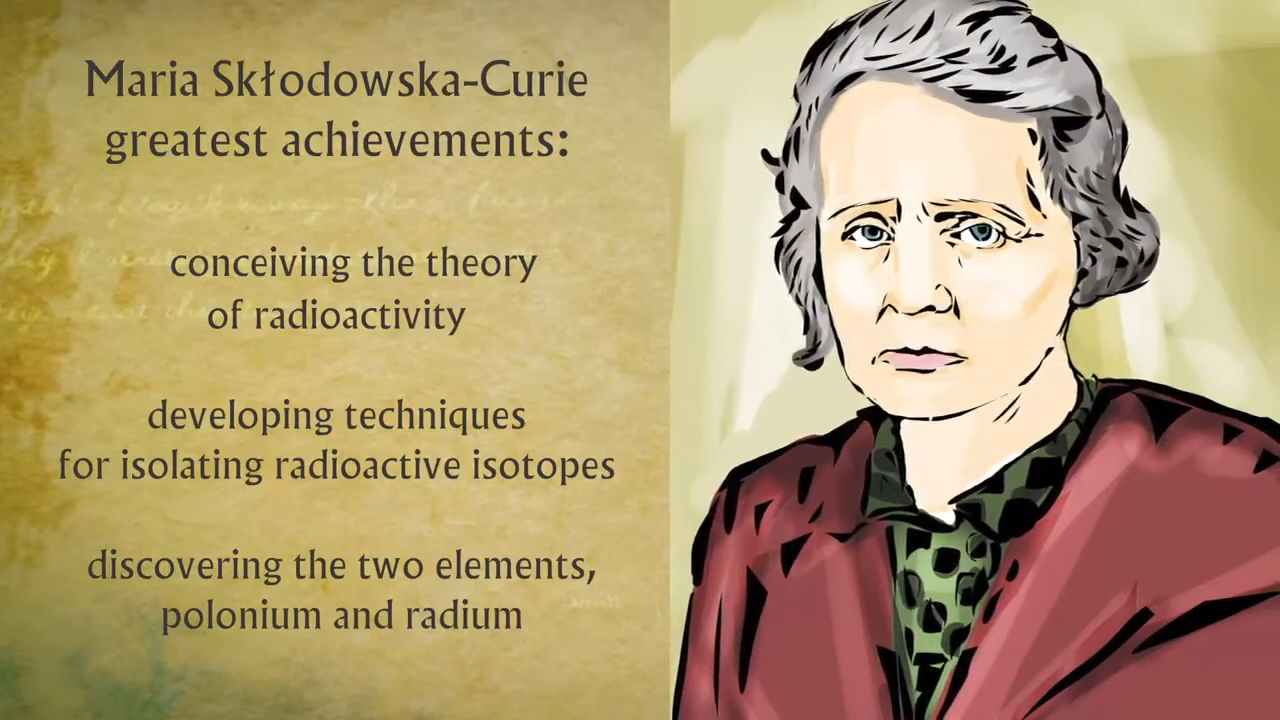 Maria Skłodowska-Curie
greatest achievements:
conceiving the theory
of radioactivity
developing techniques
for isolating radioactive isotopes
discovering the two elements,
polonium and radium